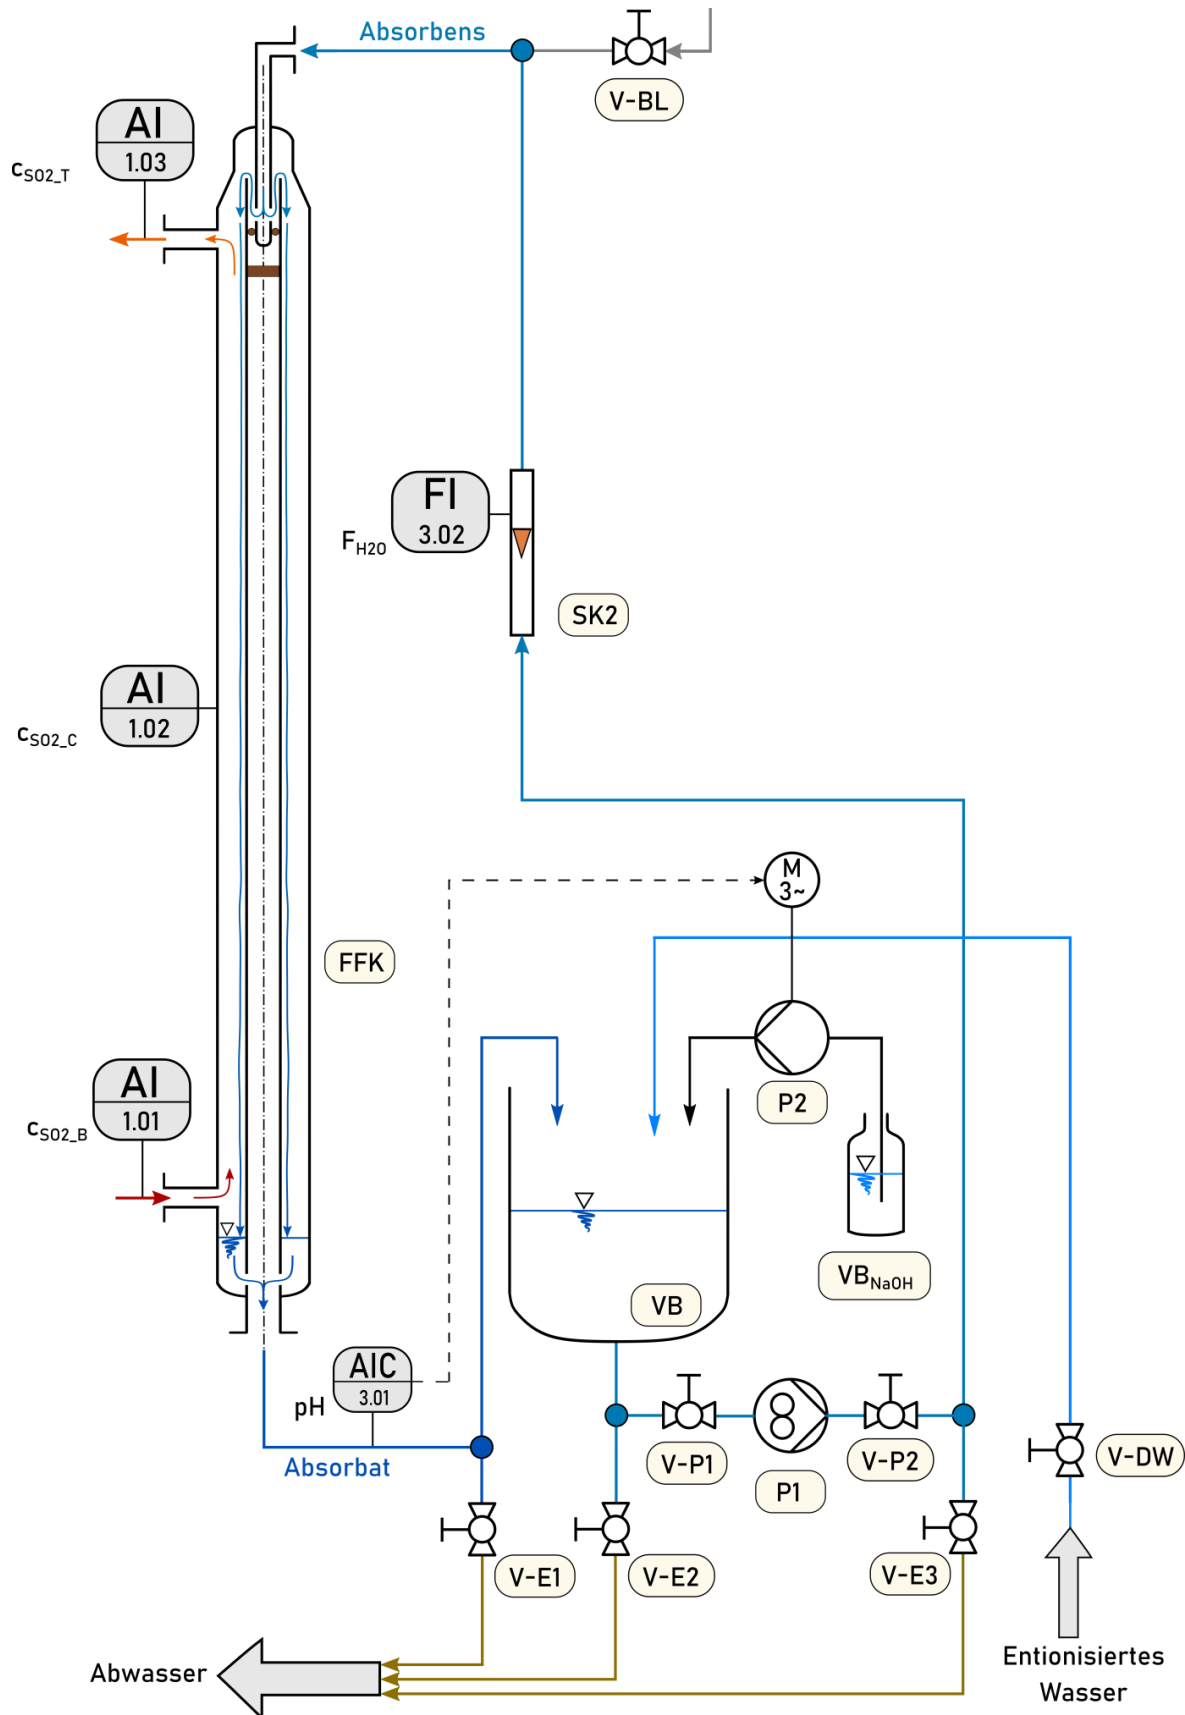 Absorbens
V-BL
AI
1.03
cSO2_T
FI
3.02
FH2O
SK2
AI
1.02
cSO2_C
M
3~
FFK
AI
1.01
cSO2_B
P2
VBNaOH
VB
AIC
3.01
pH
Absorbat
V-P1
P1
V-P2
V-DW
V-E1
V-E2
V-E3
Abwasser
Entionisiertes
Wasser